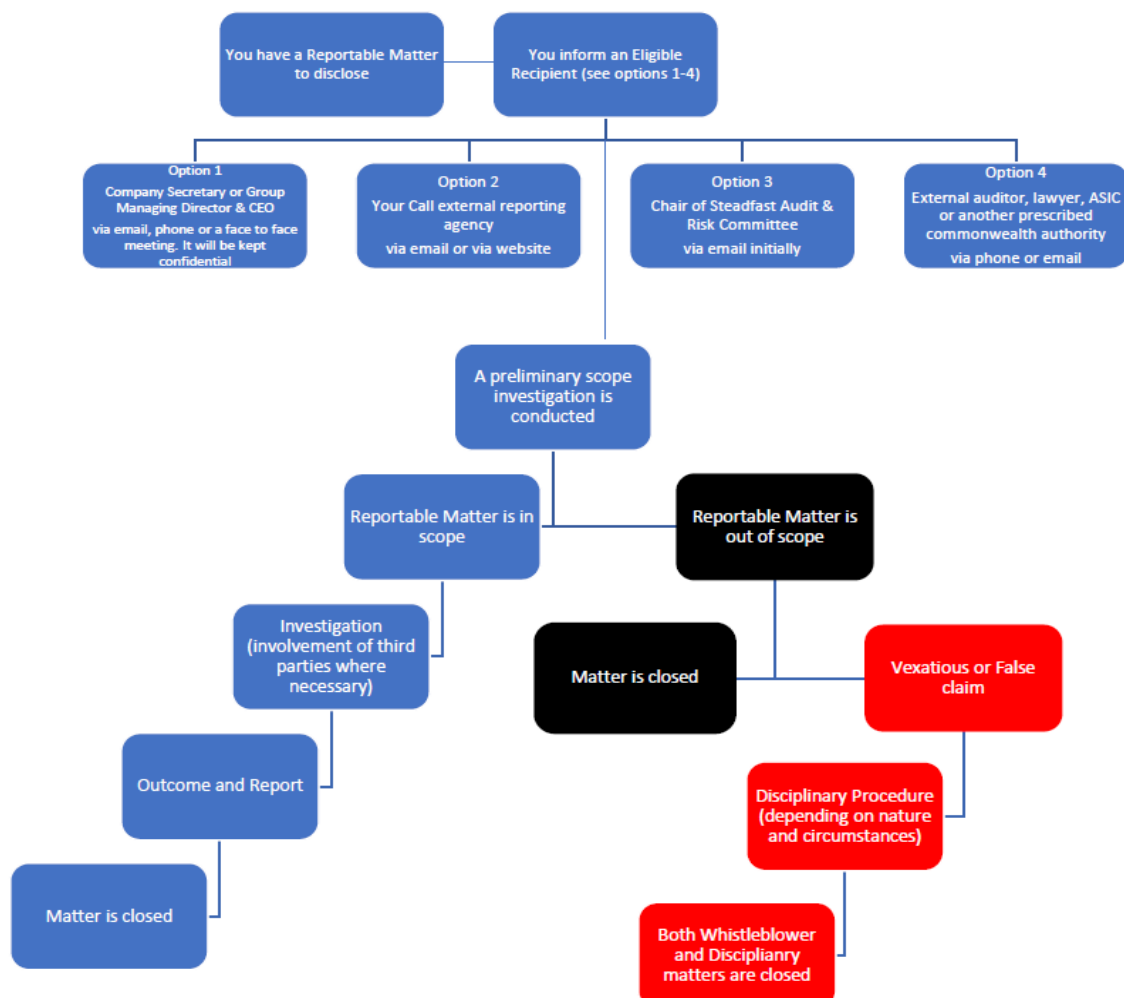 You have a Reportable Matter
to disclose
You inform an Eligible
Recipient (see options 1-4)
Option 1
Company Secretary or Group
Managing Director & CEO
via email, phone or a face to face
meeting. It will be kept
confidential
Option 2
Your Call external reporting
agency
via email or via website
Option 3
Chair of Steadfast Audit &
Risk Committee
via email initially
Option 4
External auditor, lawyer, ASIC
or another prescribed
commonwealth authority
via phone or email
A preliminary scope
investigation is
conducted
Reportable Matter is in
scope
Reportable Matter is
out of scope
Investigation
(involvement of third
parties where
necessary)
Matter is closed
Vexatious or False
claim
Outcome and Report
Disciplinary Procedure
(depending on nature
and circumstances)
Matter is closed
Both Whistleblower
and Disciplianry
matters are closed